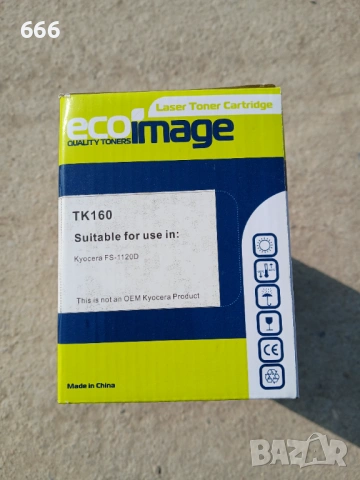 666
Laser Toner Cartridge
ecoimage
QUALITY TONERS
TK160
Suitable for use in:
Kyocera FS-1120D
This is not an OEM Kyocera Product
Made in China
CE
BAZAR